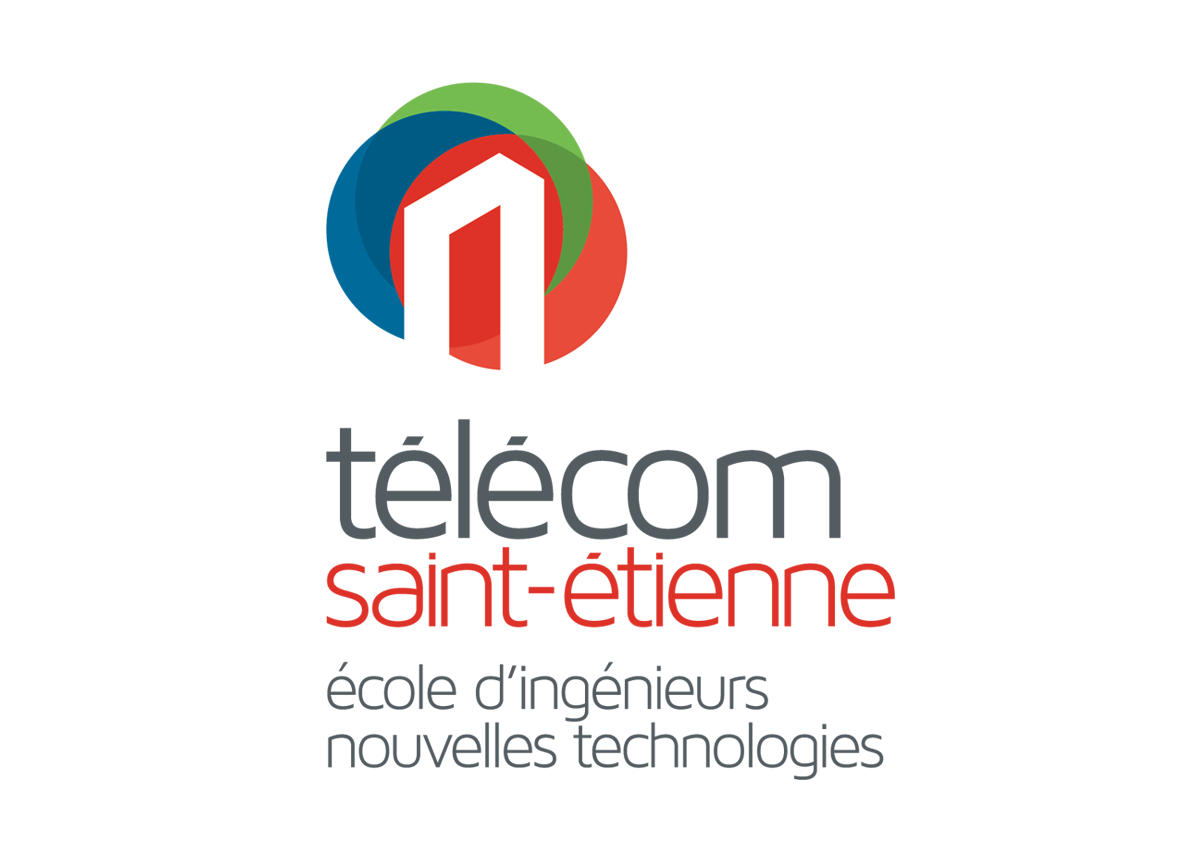 télécom
saint-étienne
école d’ingénieurs
nouvelles technologies